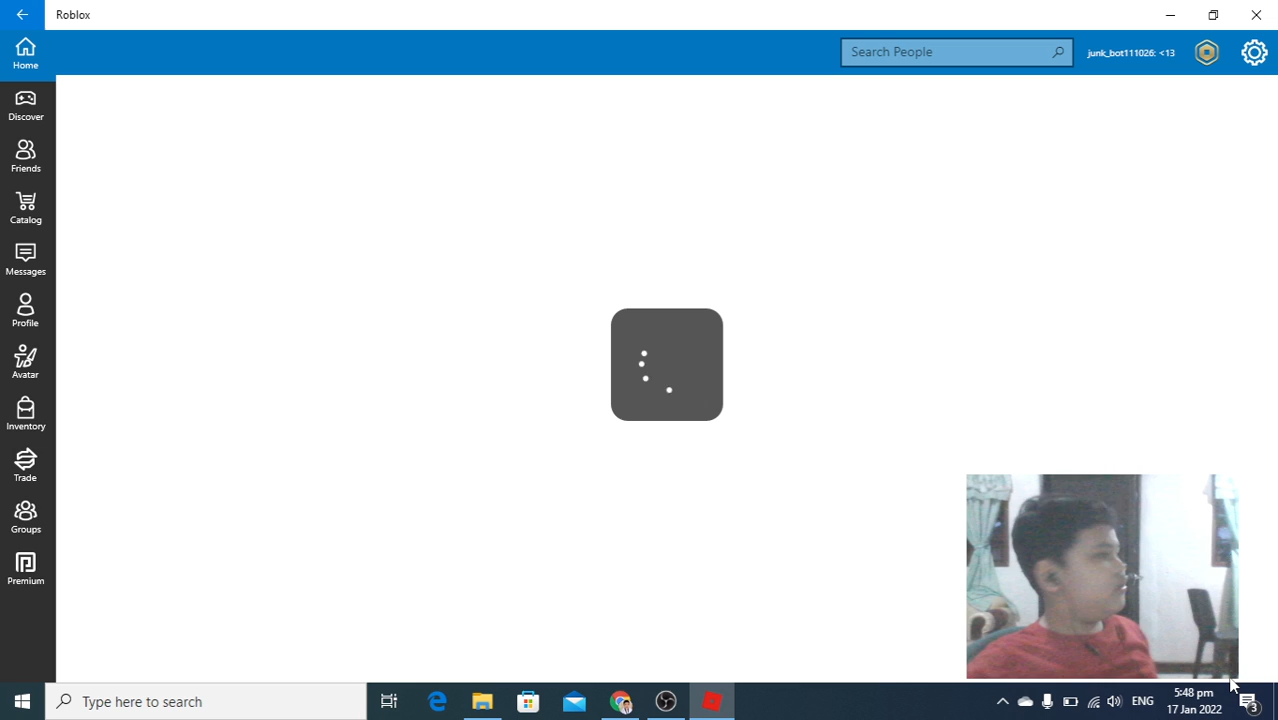 Roblox
Search People
junk_bot111026: <13
Home
Discover
Friends
Catalog
Messages
Profile
Avatar
Inventory
Trade
Groups
Premium
Type here to search
ENG
5:48 pm
17 Jan 2022
3